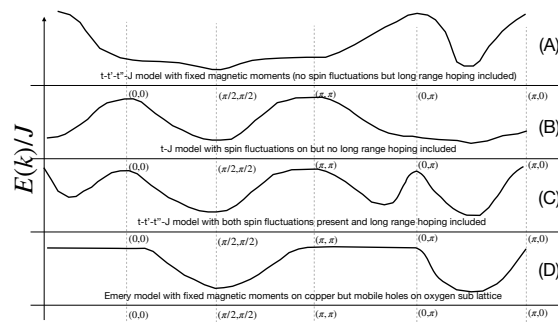 (A)
t-t'-t"-J model with fixed magnetic moments (no spin fluctuations but long range hoping included)
(0,0) (π/2,π/2) (π, π) (0,π) (π,0)
(B)
t-J model with spin fluctuations on but no long range hoping included
(0,0) (π/2,π/2) (π, π) (0,π) (π,0)
(C)
t-t'-t"-J model with both spin fluctuations present and long range hoping included
(0,0) (π/2,π/2) (π, π) (0,π) (π,0)
(D)
Emery model with fixed magnetic moments on copper but mobile holes on oxygen sub lattice
(0,0) (π/2,π/2) (π, π) (0,π) (π,0)
E(k)/J